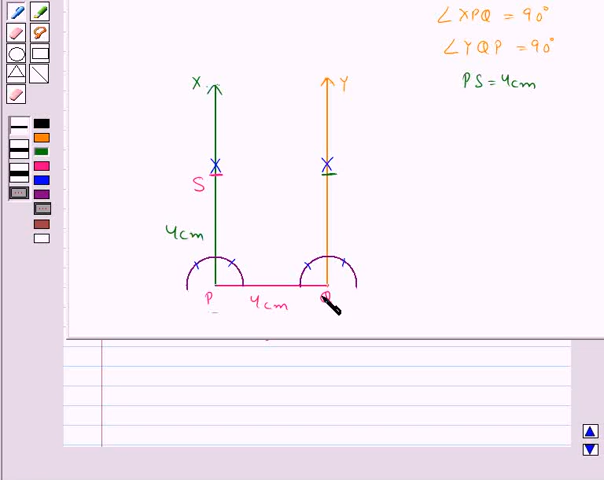 ∠XPQ = 90°
∠YQP = 90°
PS = 4cm
X
Y
S
4cm
P
Q
4cm